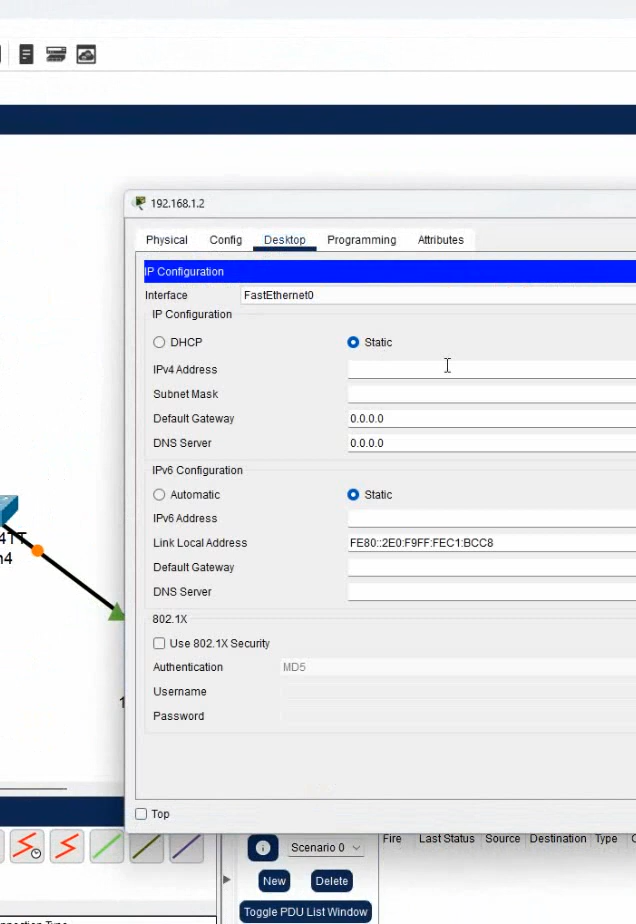 192.168.1.2
Physical Config Desktop Programming Attributes
IP Configuration
Interface FastEthernet0
IP Configuration
DHCP Static
IPv4 Address
Subnet Mask
Default Gateway 0.0.0.0
DNS Server 0.0.0.0
IPv6 Configuration
Automatic Static
IPv6 Address
Link Local Address FE80::2E0:F9FF:FEC1:BCC8
Default Gateway
DNS Server
802.1X
Use 802.1X Security
Authentication MD5
Username
Password
Top
Scenario 0
Fire Last Status Source Destination Type
New Delete
Toggle PDU List Window